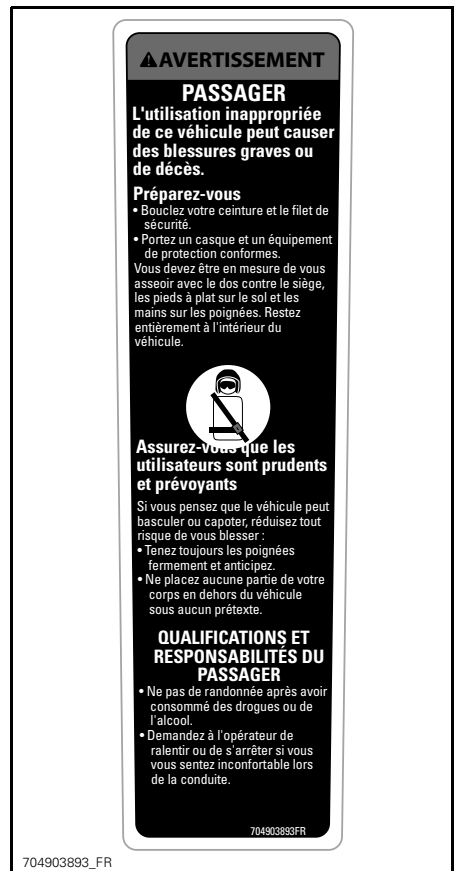 AVERTISSEMENT
PASSAGER
L'utilisation inappropriée
de ce véhicule peut causer
des blessures graves ou
de décès.
Préparez-vous
• Bouclez votre ceinture et le filet de
sécurité.
• Portez un casque et un équipement
de protection conformes.
Vous devez être en mesure de vous
asseoir avec le dos contre le siège,
les pieds à plat sur le sol et les
mains sur les poignées. Restez
entièrement à l'intérieur du
véhicule.
Assurez-vous que les
utilisateurs sont prudents
et prévoyants
Si vous pensez que le véhicule peut
basculer ou capoter, réduisez tout
risque de vous blesser :
• Tenez toujours les poignées
fermement et anticipez.
• Ne placez aucune partie de votre
corps en dehors du véhicule
sous aucun prétexte.
QUALIFICATIONS ET
RESPONSABILITÉS DU
PASSAGER
• Ne pas de randonnée après avoir
consommé des drogues ou de
l'alcool.
• Demandez à l'opérateur de
ralentir ou de s'arrêter si vous
vous sentez inconfortable lors
de la conduite.
704903893FR
704903893_FR